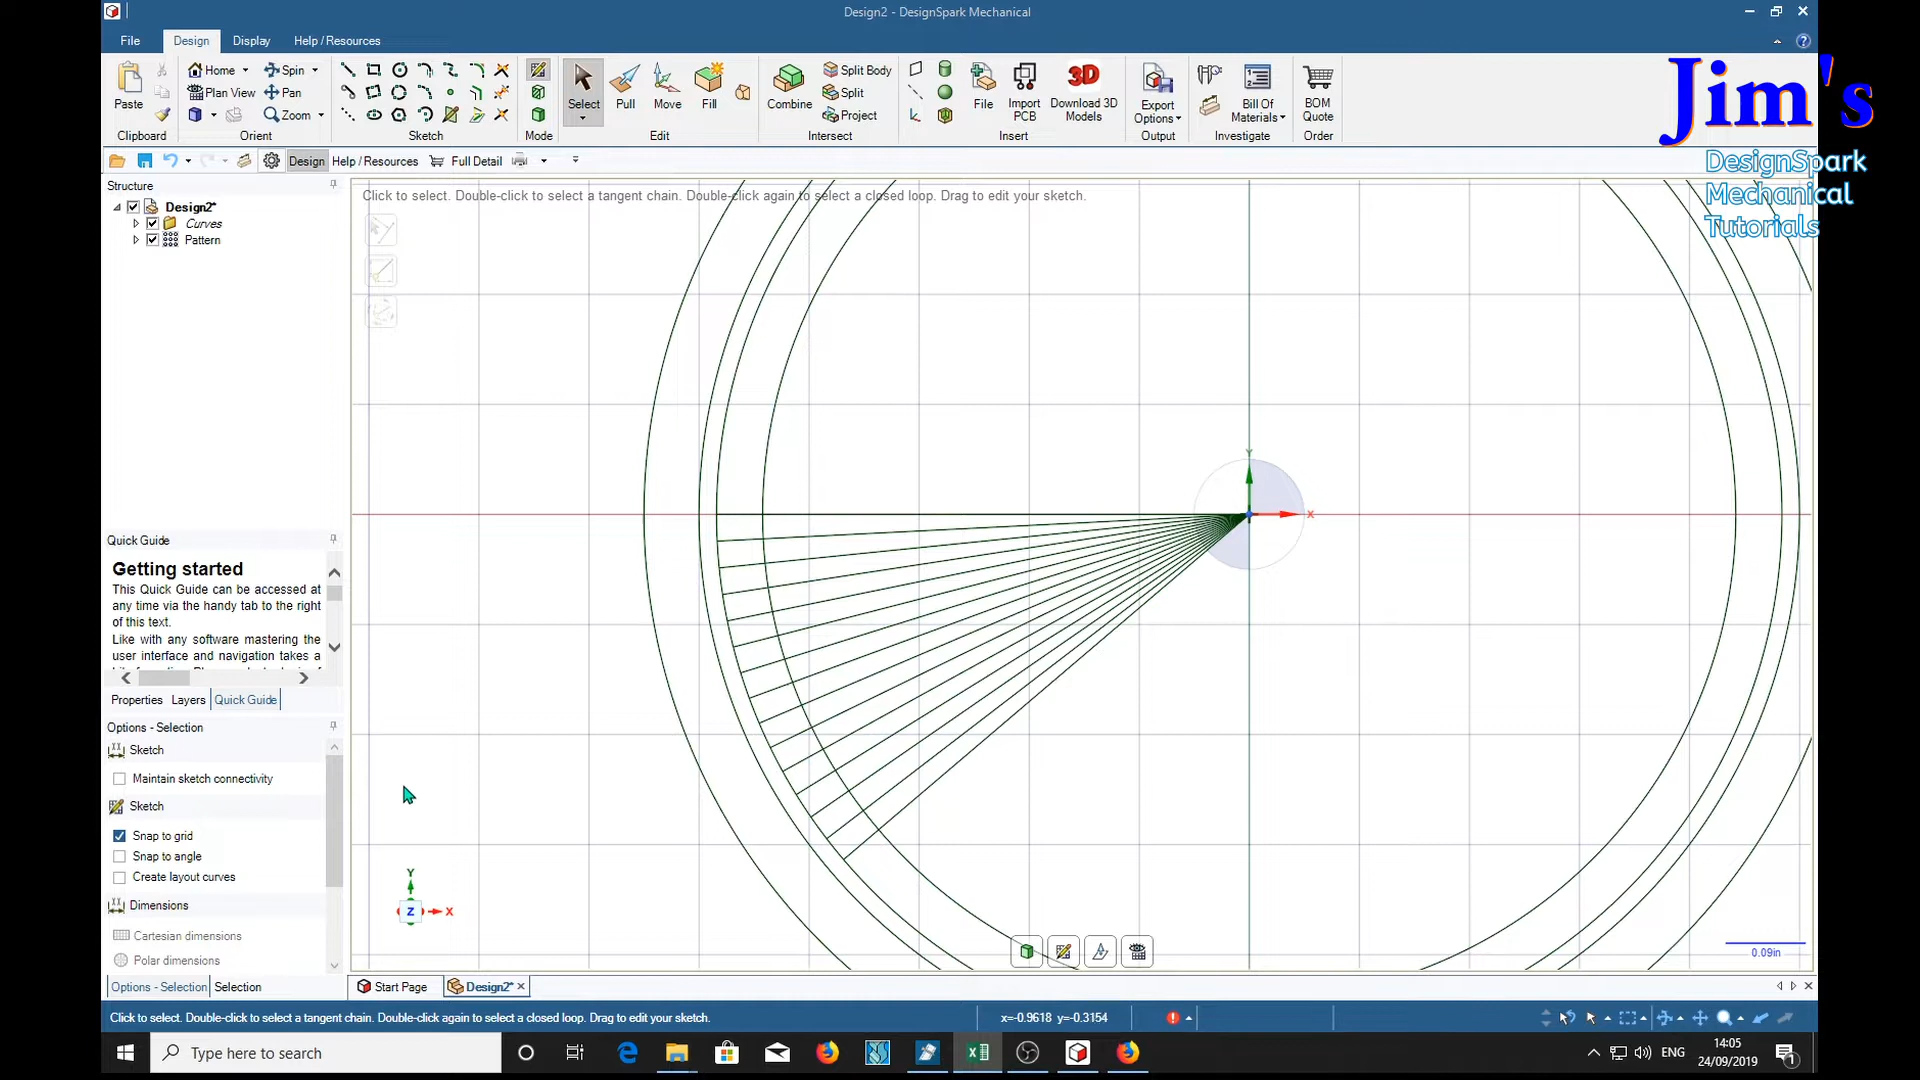 Design2 - DesignSpark Mechanical
File Design Display Help / Resources
Jim's
DesignSpark
Mechanical
Tutorials
Paste
Clipboard
Home Spin
Plan View Pan
Zoom
Orient
Sketch
Mode
Select Pull Move Fill
Edit
Combine
Split Body
Split
Project
Intersect
File
Import PCB
Download 3D Models
3D
Insert
Export Options
Output
Bill Of Materials
Investigate
BOM Quote
Order
Design Help / Resources Full Detail
Structure
Design2*
Curves
Pattern
Click to select. Double-click to select a tangent chain. Double-click again to select a closed loop. Drag to edit your sketch.
Y
X
Quick Guide
Getting started
This Quick Guide can be accessed at
any time via the handy tab to the right
of this text.
Like with any software mastering the
user interface and navigation takes a
Properties Layers Quick Guide
Options - Selection
Sketch
Maintain sketch connectivity
Sketch
Snap to grid
Snap to angle
Create layout curves
Dimensions
Cartesian dimensions
Polar dimensions
Y
Z X
0.09in
Options - Selection Selection
Start Page Design2*
Click to select. Double-click to select a tangent chain. Double-click again to select a closed loop. Drag to edit your sketch.
x=-0.9618 y=-0.3154
Type here to search
ENG
14:05
24/09/2019
1